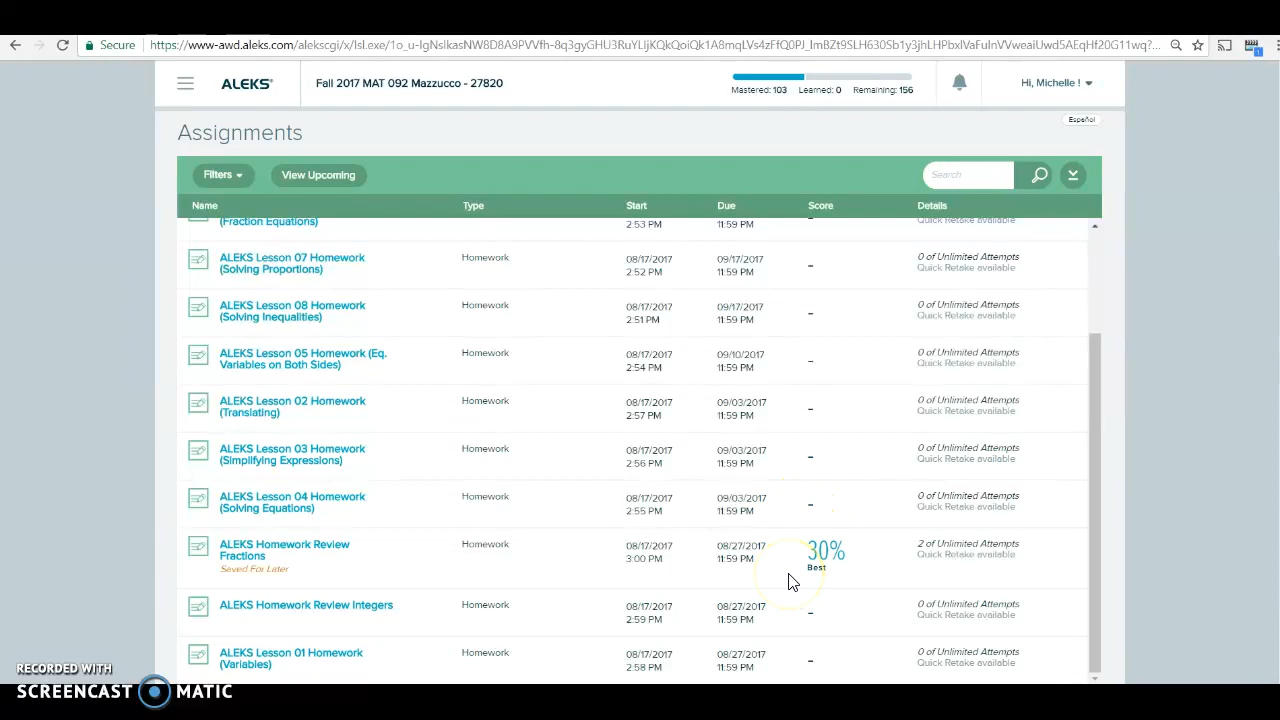 Secure https://www-awd.aleks.com/alekscgi/x/Isl.exe/
ALEKS® Fall 2017 MAT 092 Mazzucco - 27820 Mastered: 103 Learned: 0 Remaining: 156 Hi, Michelle !
Assignments Español
Filters View Upcoming Search
Name Type Start Due Score Details
(Fraction Equations) 2:53 PM 11:59 PM Quick Retake available
ALEKS Lesson 07 Homework Homework 08/17/2017 09/17/2017 – 0 of Unlimited Attempts
(Solving Proportions) 2:52 PM 11:59 PM Quick Retake available
ALEKS Lesson 08 Homework Homework 08/17/2017 09/17/2017 – 0 of Unlimited Attempts
(Solving Inequalities) 2:51 PM 11:59 PM Quick Retake available
ALEKS Lesson 05 Homework (Eq. Homework 08/17/2017 09/10/2017 – 0 of Unlimited Attempts
Variables on Both Sides) 2:54 PM 11:59 PM Quick Retake available
ALEKS Lesson 02 Homework Homework 08/17/2017 09/03/2017 – 0 of Unlimited Attempts
(Translating) 2:57 PM 11:59 PM Quick Retake available
ALEKS Lesson 03 Homework Homework 08/17/2017 09/03/2017 – 0 of Unlimited Attempts
(Simplifying Expressions) 2:56 PM 11:59 PM Quick Retake available
ALEKS Lesson 04 Homework Homework 08/17/2017 09/03/2017 – 0 of Unlimited Attempts
(Solving Equations) 2:55 PM 11:59 PM Quick Retake available
ALEKS Homework Review Homework 08/17/2017 08/27/2017 30% 2 of Unlimited Attempts
Fractions 3:00 PM 11:59 PM Best Quick Retake available
Saved For Later
ALEKS Homework Review Integers Homework 08/17/2017 08/27/2017 – 0 of Unlimited Attempts
2:59 PM 11:59 PM Quick Retake available
ALEKS Lesson 01 Homework Homework 08/17/2017 08/27/2017 – 0 of Unlimited Attempts
(Variables) 2:58 PM 11:59 PM Quick Retake available
RECORDED WITH
SCREENCAST MATIC